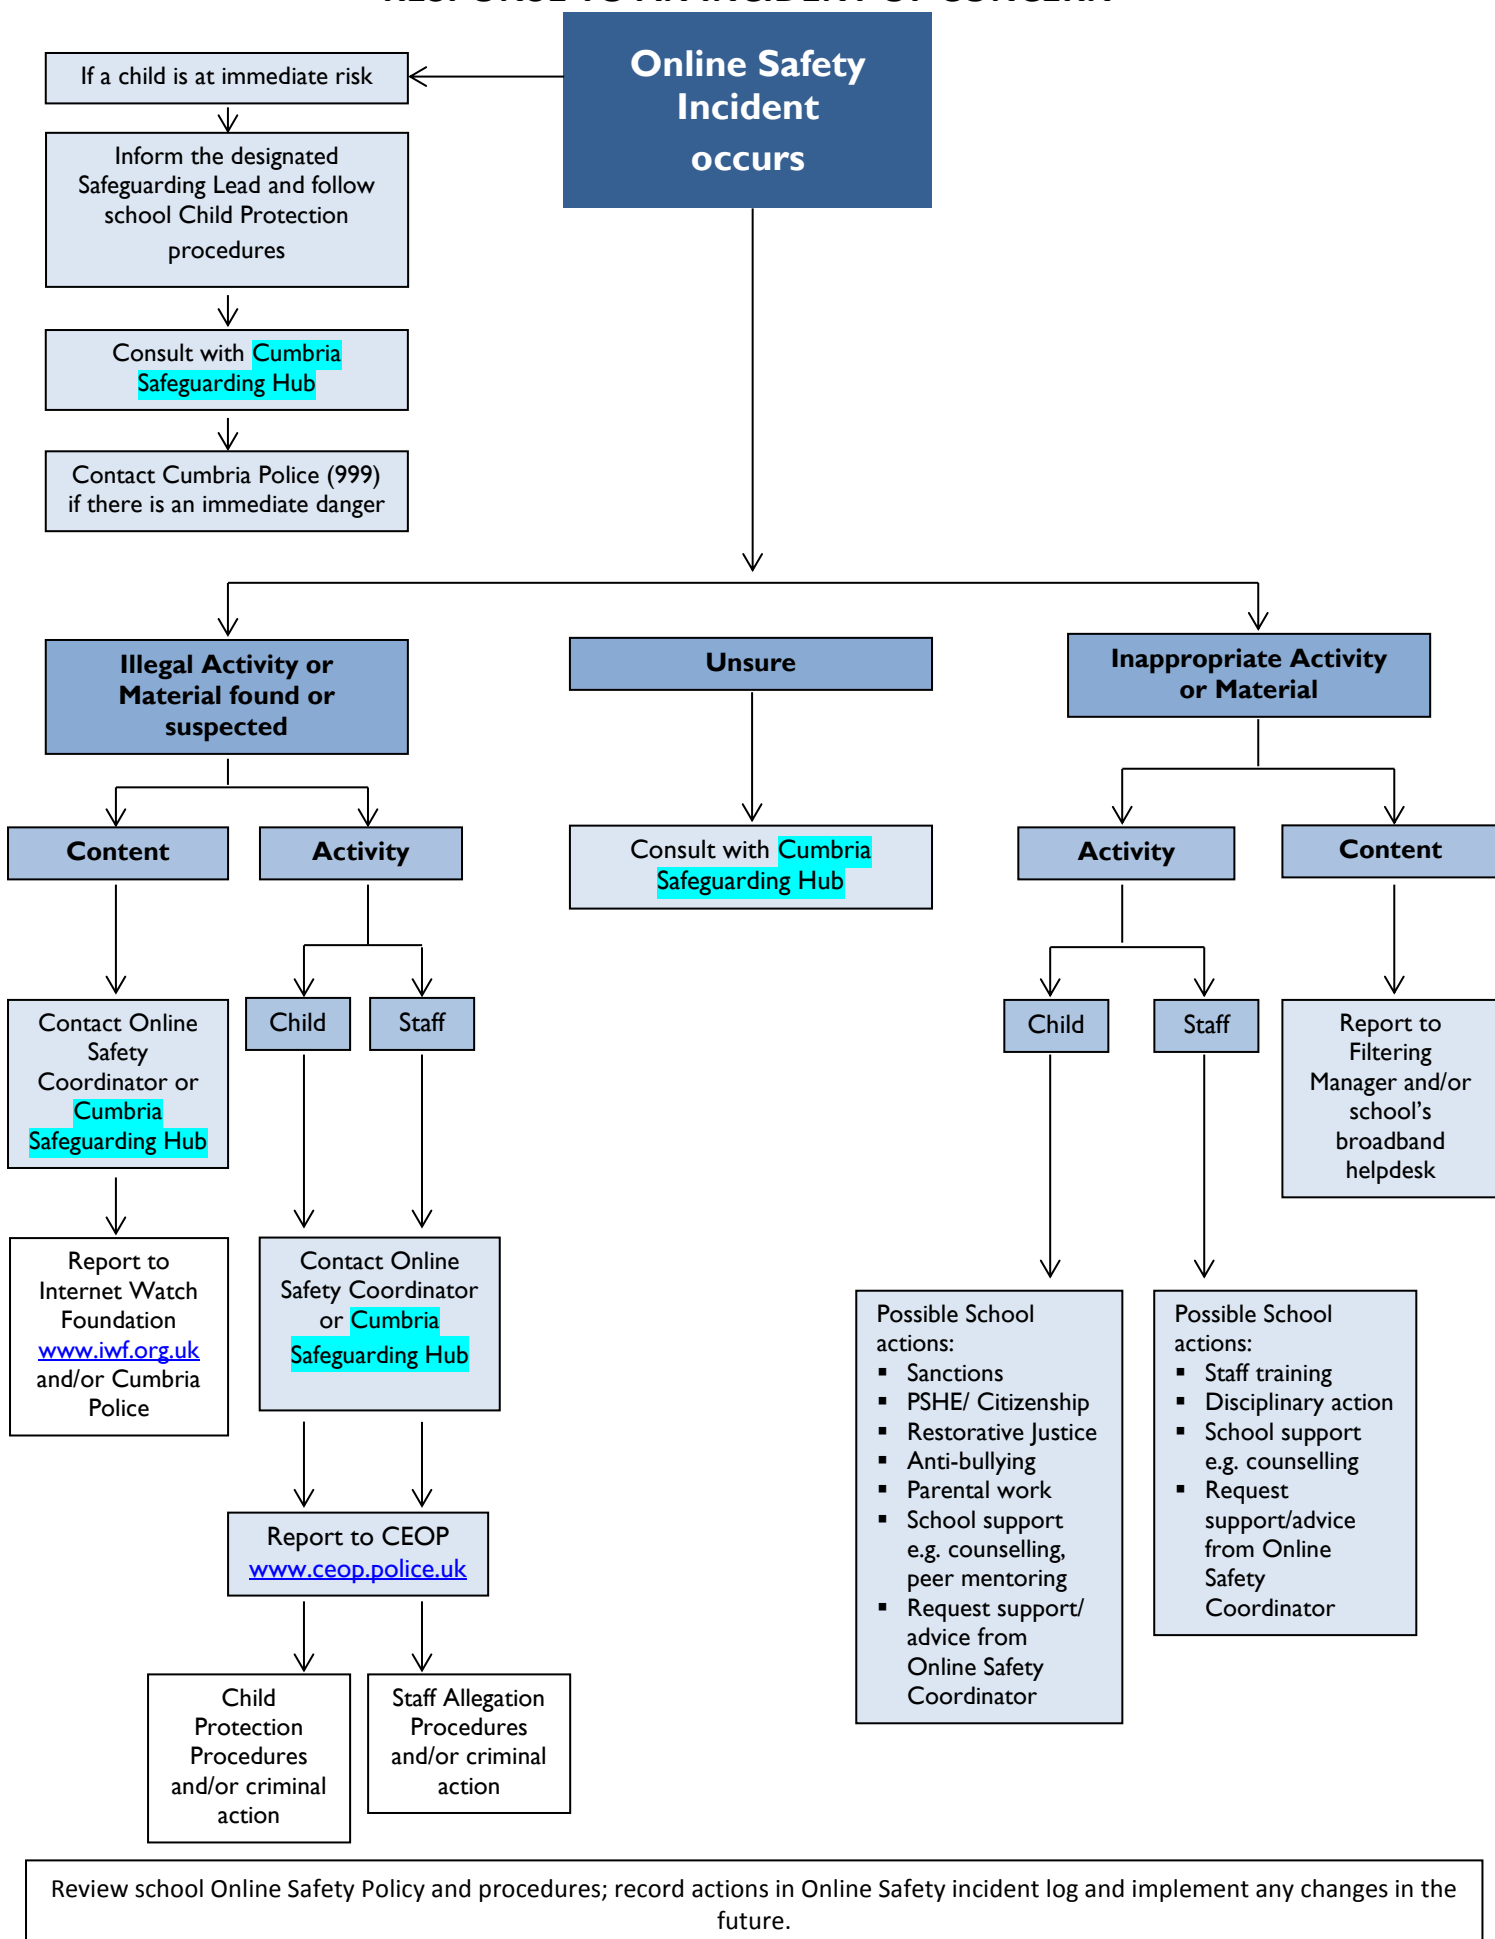 RESPONSE TO AN INCIDENT OF CONCERN
Online Safety
Incident
occurs
If a child is at immediate risk
Inform the designated
Safeguarding Lead and follow
school Child Protection
procedures
Consult with Cumbria
Safeguarding Hub
Contact Cumbria Police (999)
if there is an immediate danger
Illegal Activity or
Material found or
suspected
Unsure
Inappropriate Activity
or Material
Content
Activity
Consult with Cumbria
Safeguarding Hub
Activity
Content
Contact Online
Safety
Coordinator or
Cumbria
Safeguarding Hub
Child
Staff
Child
Staff
Report to
Filtering
Manager and/or
school’s
broadband
helpdesk
Report to
Internet Watch
Foundation
www.iwf.org.uk
and/or Cumbria
Police
Contact Online
Safety Coordinator
or Cumbria
Safeguarding Hub
Report to CEOP
www.ceop.police.uk
Child
Protection
Procedures
and/or criminal
action
Staff Allegation
Procedures
and/or criminal
action
Possible School
actions:
▪ Sanctions
▪ PSHE/ Citizenship
▪ Restorative Justice
▪ Anti-bullying
▪ Parental work
▪ School support
e.g. counselling,
peer mentoring
▪ Request support/
advice from
Online Safety
Coordinator
Possible School
actions:
▪ Staff training
▪ Disciplinary action
▪ School support
e.g. counselling
▪ Request
support/advice
from Online
Safety
Coordinator
Review school Online Safety Policy and procedures; record actions in Online Safety incident log and implement any changes in the
future.